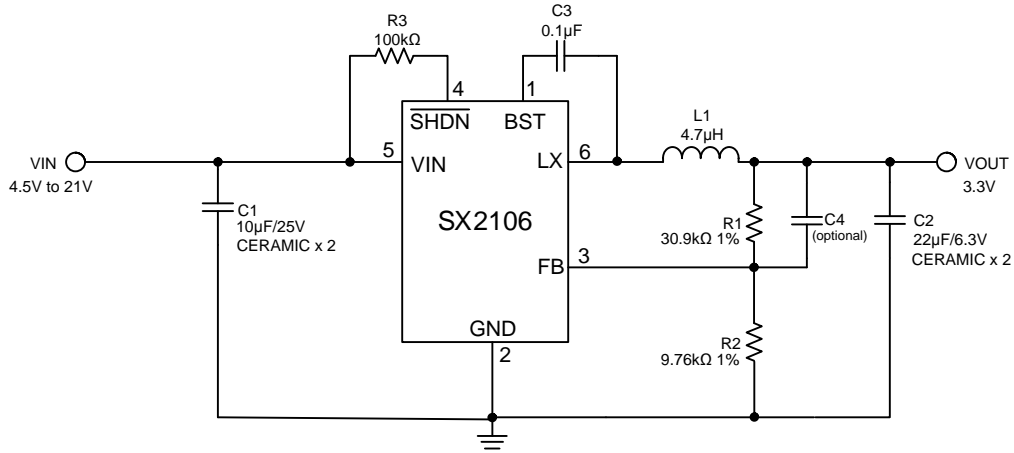 R3
100kΩ
C3
0.1µF
4
1
SHDN
BST
L1
4.7µH
VIN
4.5V to 21V
5
VIN
LX
6
VOUT
3.3V
C1
10µF/25V
CERAMIC x 2
SX2106
R1
30.9kΩ 1%
C4
(optional)
C2
22µF/6.3V
CERAMIC x 2
FB
3
GND
2
R2
9.76kΩ 1%